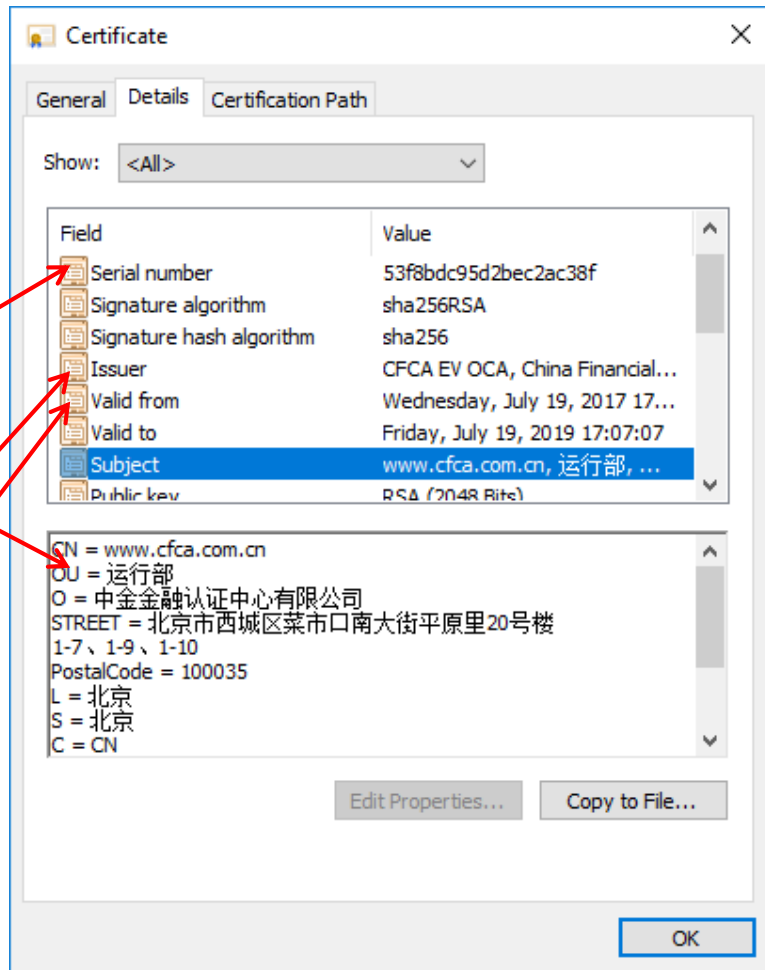 Certificate
General Details Certification Path
Show: <All>
Field Value
Serial number 53f8bdc95d2bec2ac38f
Signature algorithm sha256RSA
Signature hash algorithm sha256
Issuer CFCA EV OCA, China Financial...
Valid from Wednesday, July 19, 2017 17...
Valid to Friday, July 19, 2019 17:07:07
Subject www.cfca.com.cn, 运行部, ...
Public key RSA (2048 Bits)
CN = www.cfca.com.cn
OU = 运行部
O = 中金金融认证中心有限公司
STREET = 北京市西城区菜市口南大街平原里20号楼
1-7、1-9、1-10
PostalCode = 100035
L = 北京
S = 北京
C = CN
Edit Properties... Copy to File...
OK